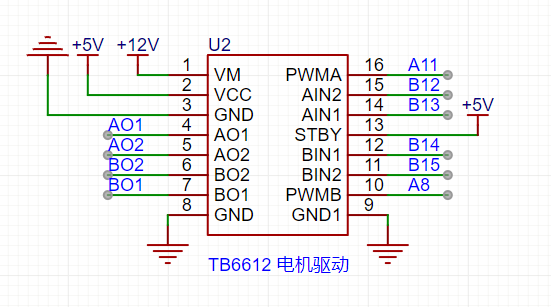 +5V +12V U2
1 VM PWMA 16 A11
2 VCC AIN2 15 B12
3 GND AIN1 14 B13
AO1 4 AO1 STBY 13 +5V
AO2 5 AO2 BIN1 12 B14
BO2 6 BO2 BIN2 11 B15
BO1 7 BO1 PWMB 10 A8
8 GND GND1 9
TB6612 电机驱动